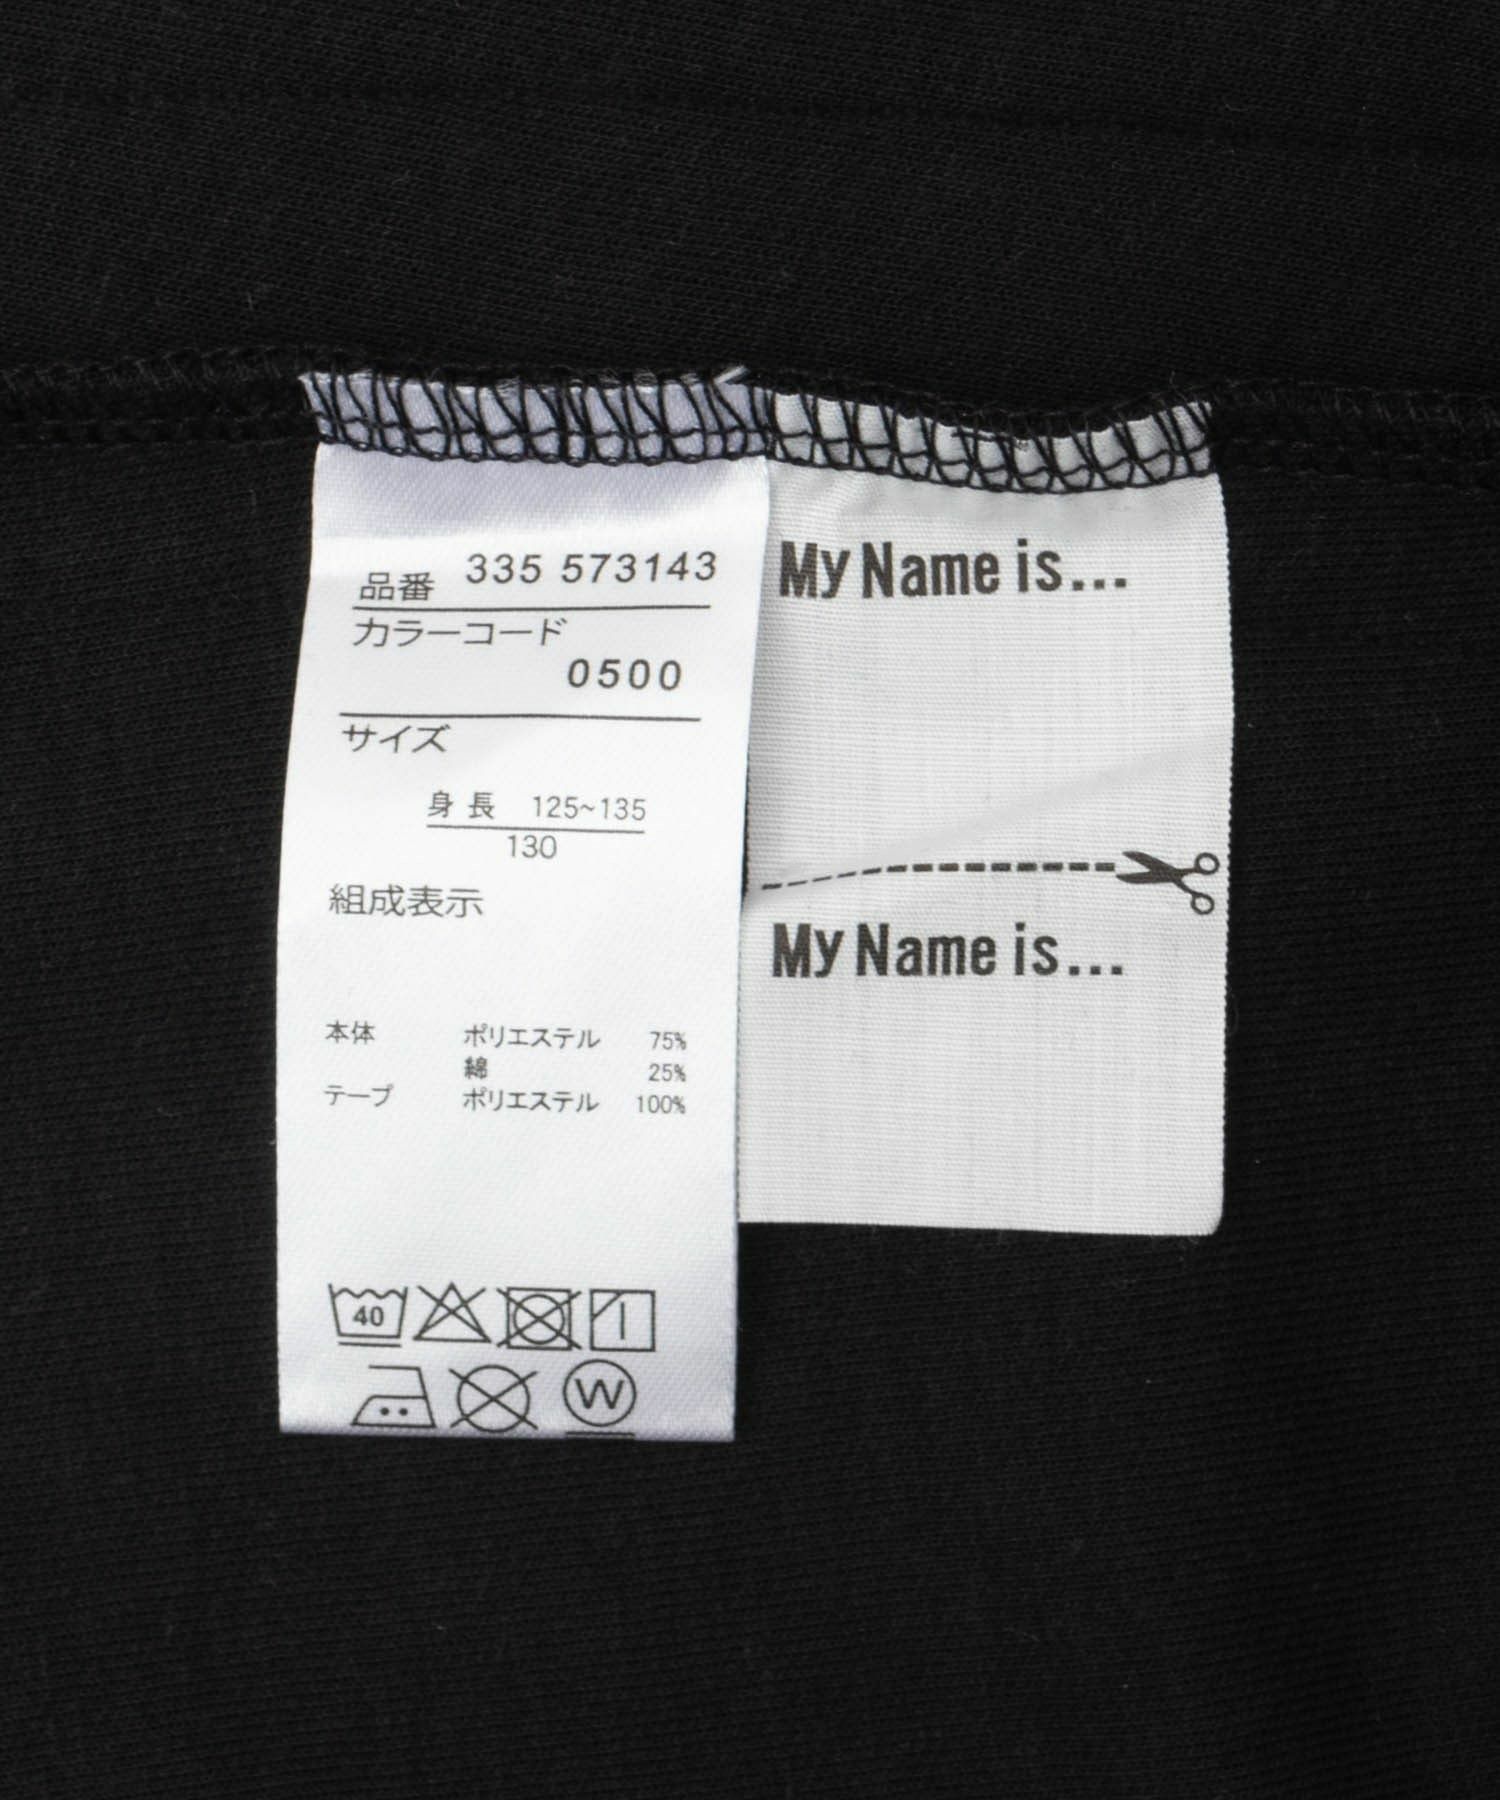 品番 335 573143
カラーコード
0500
サイズ
身長 125~135
130
組成表示
本体 ポリエステル 75%
綿 25%
テープ ポリエステル 100%
40
W
My Name is...
My Name is...